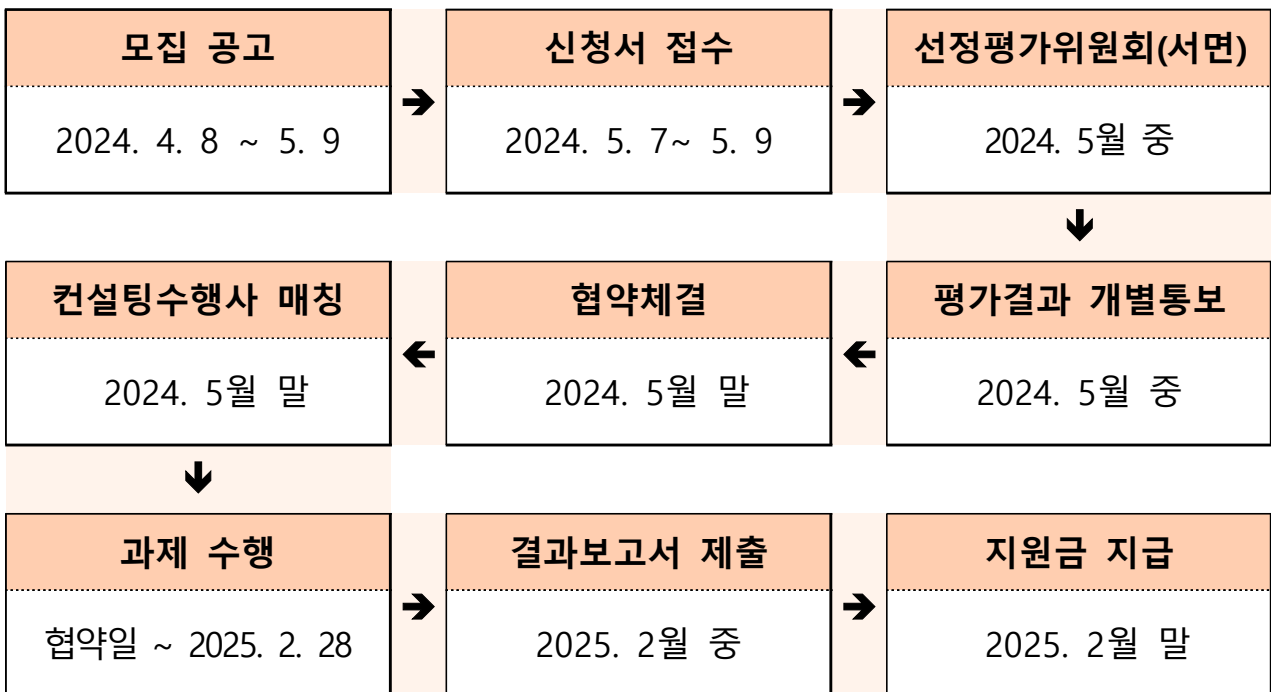 모집 공고
2024. 4. 8 ~ 5. 9
➔
신청서 접수
2024. 5. 7~ 5. 9
➔
선정평가위원회(서면)
2024. 5월 중
🡫
평가결과 개별통보
2024. 5월 중
🡨
협약체결
2024. 5월 말
🡨
컨설팅수행사 매칭
2024. 5월 말
🡫
과제 수행
협약일 ~ 2025. 2. 28
➔
결과보고서 제출
2025. 2월 중
➔
지원금 지급
2025. 2월 말